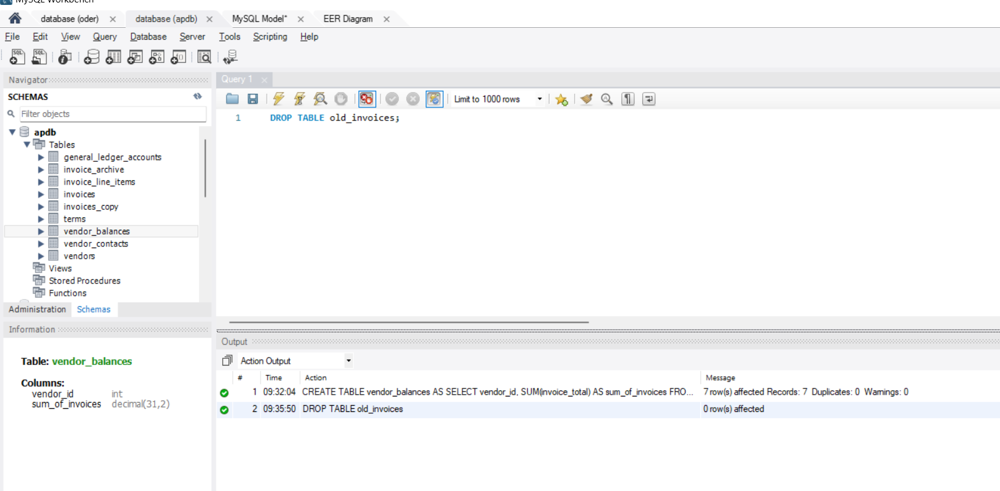 MySQL Workbench
database (oder) database (apdb) MySQL Model* EER Diagram
File Edit View Query Database Server Tools Scripting Help
Navigator
SCHEMAS
Filter objects
apdb
Tables
general_ledger_accounts
invoice_archive
invoice_line_items
invoices
invoices_copy
terms
vendor_balances
vendor_contacts
vendors
Views
Stored Procedures
Functions
Administration Schemas
Information
Table: vendor_balances
Columns:
vendor_id int
sum_of_invoices decimal(31,2)
Query 1
Limit to 1000 rows
1 DROP TABLE old_invoices;
Output
Action Output
# Time Action Message
1 09:32:04 CREATE TABLE vendor_balances AS SELECT vendor_id, SUM(invoice_total) AS sum_of_invoices FRO... 7 row(s) affected Records: 7 Duplicates: 0 Warnings: 0
2 09:35:50 DROP TABLE old_invoices 0 row(s) affected